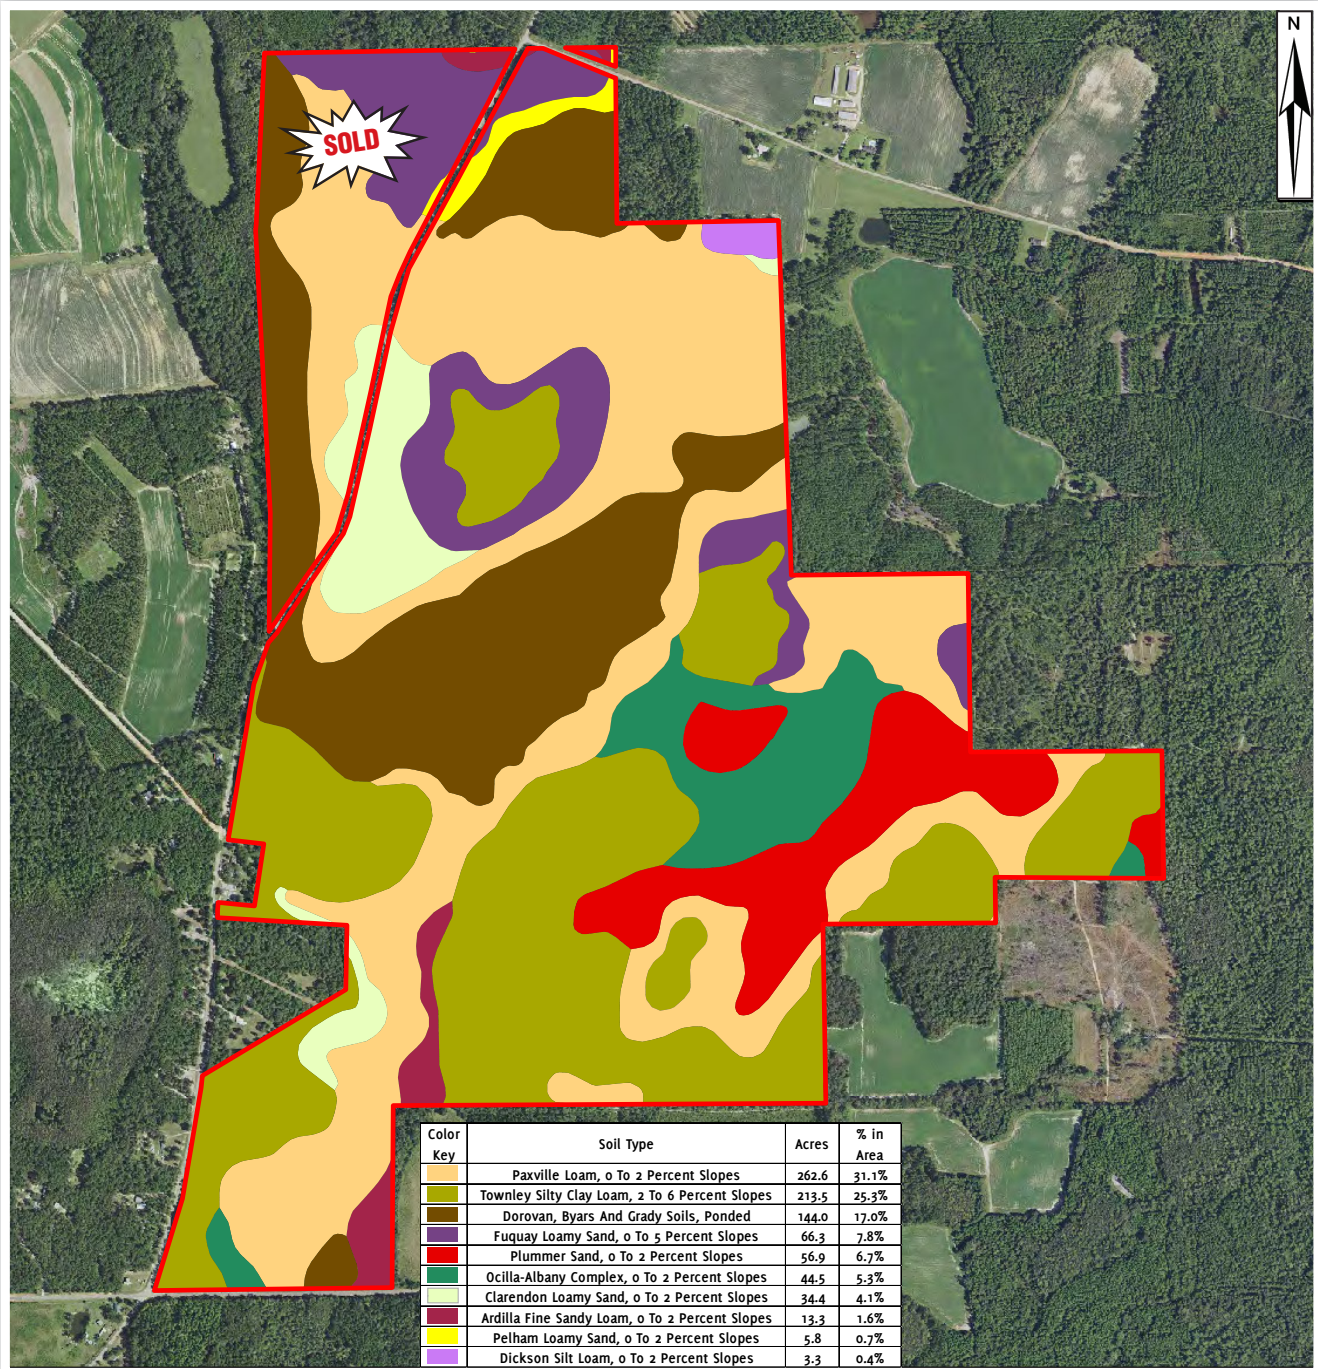 N
SOLD
Color Key Soil Type Acres % in Area
Paxville Loam, 0 To 2 Percent Slopes 262.6 31.1%
Townley Silty Clay Loam, 2 To 6 Percent Slopes 213.5 25.3%
Dorovan, Byars And Grady Soils, Ponded 144.0 17.0%
Fuquay Loamy Sand, 0 To 5 Percent Slopes 66.3 7.8%
Plummer Sand, 0 To 2 Percent Slopes 56.9 6.7%
Ocilla-Albany Complex, 0 To 2 Percent Slopes 44.5 5.3%
Clarendon Loamy Sand, 0 To 2 Percent Slopes 34.4 4.1%
Ardilla Fine Sandy Loam, 0 To 2 Percent Slopes 13.3 1.6%
Pelham Loamy Sand, 0 To 2 Percent Slopes 5.8 0.7%
Dickson Silt Loam, 0 To 2 Percent Slopes 3.3 0.4%